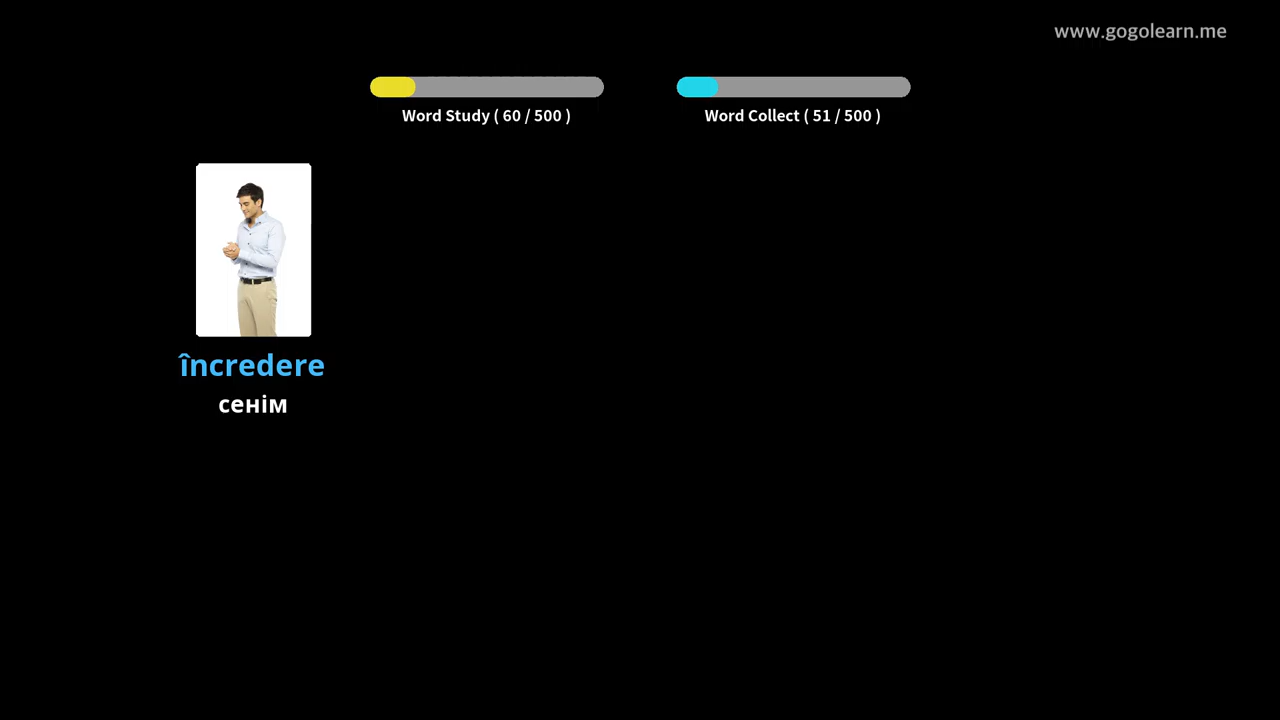 www.gogolearn.me
Word Study ( 60 / 500 )
Word Collect ( 51 / 500 )
încredere
сенім